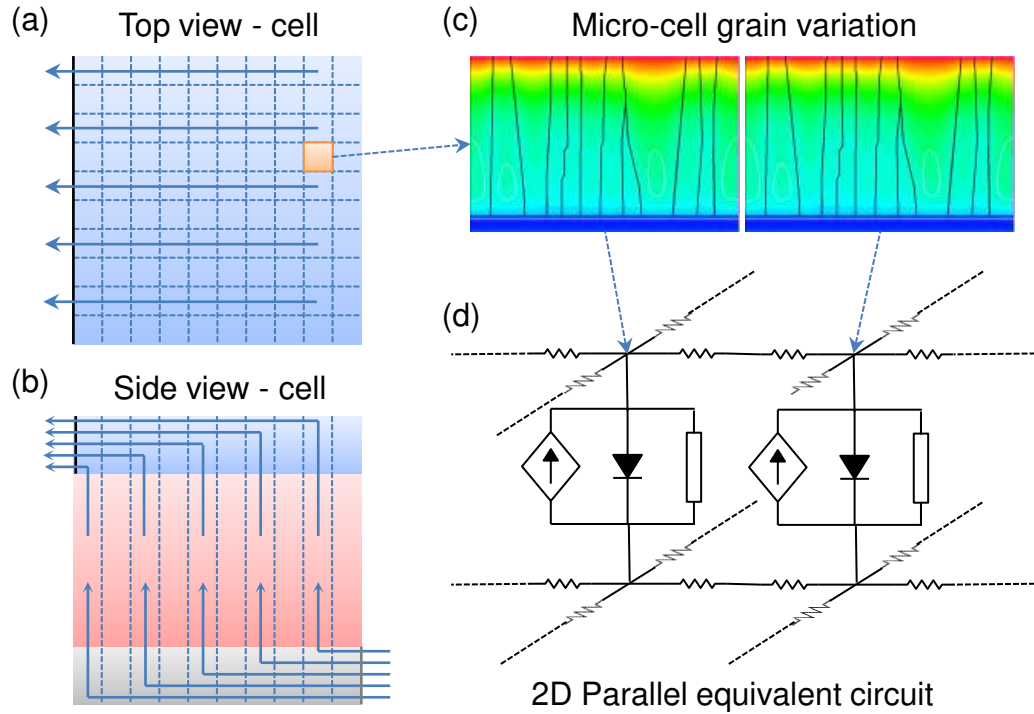 (a)
Top view - cell
(c)
Micro-cell grain variation
(b)
Side view - cell
(d)
2D Parallel equivalent circuit